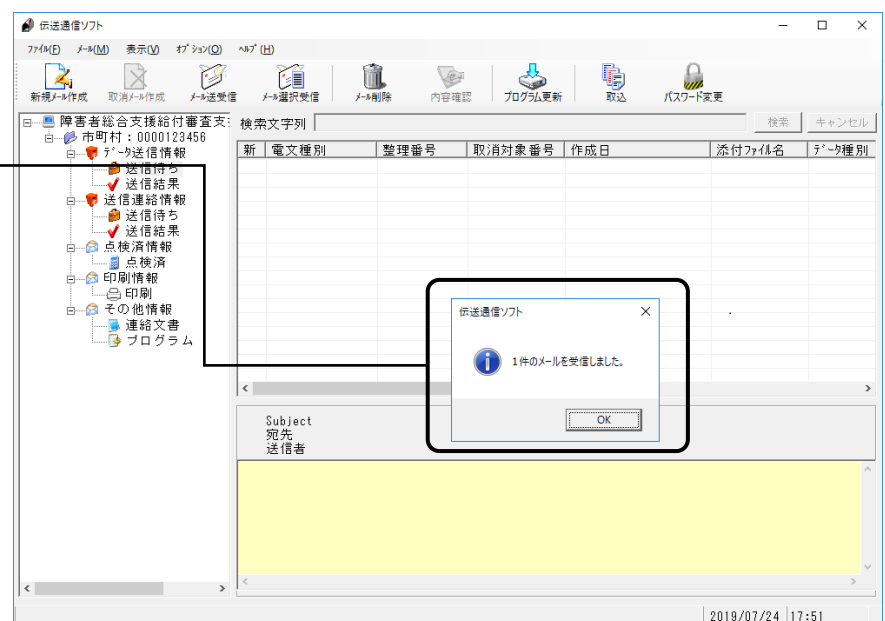 伝送通信ソフト
ﾌｧｲﾙ(F) ﾒｰﾙ(M) 表示(V) ｵﾌﾟｼｮﾝ(O) ﾍﾙﾌﾟ(H)
新規ﾒｰﾙ作成 取消ﾒｰﾙ作成 ﾒｰﾙ送受信 ﾒｰﾙ選択受信 ﾒｰﾙ削除 内容確認 ﾌﾟﾛｸﾞﾗﾑ更新 取込 ﾊﾟｽﾜｰﾄﾞ変更
障害者総合支援給付審査支
市町村：0000123456
ﾃﾞｰﾀ送信情報
送信待ち
送信結果
送信連絡情報
送信待ち
送信結果
点検済情報
点検済
印刷情報
印刷
その他情報
連絡文書
プログラム
検索文字列 検索 キャンセル
新 電文種別 整理番号 取消対象番号 作成日 添付ﾌｧｲﾙ名 ﾃﾞｰﾀ種別
伝送通信ソフト
1件のメールを受信しました。
OK
Subject
宛先
送信者
2019/07/24 17:51